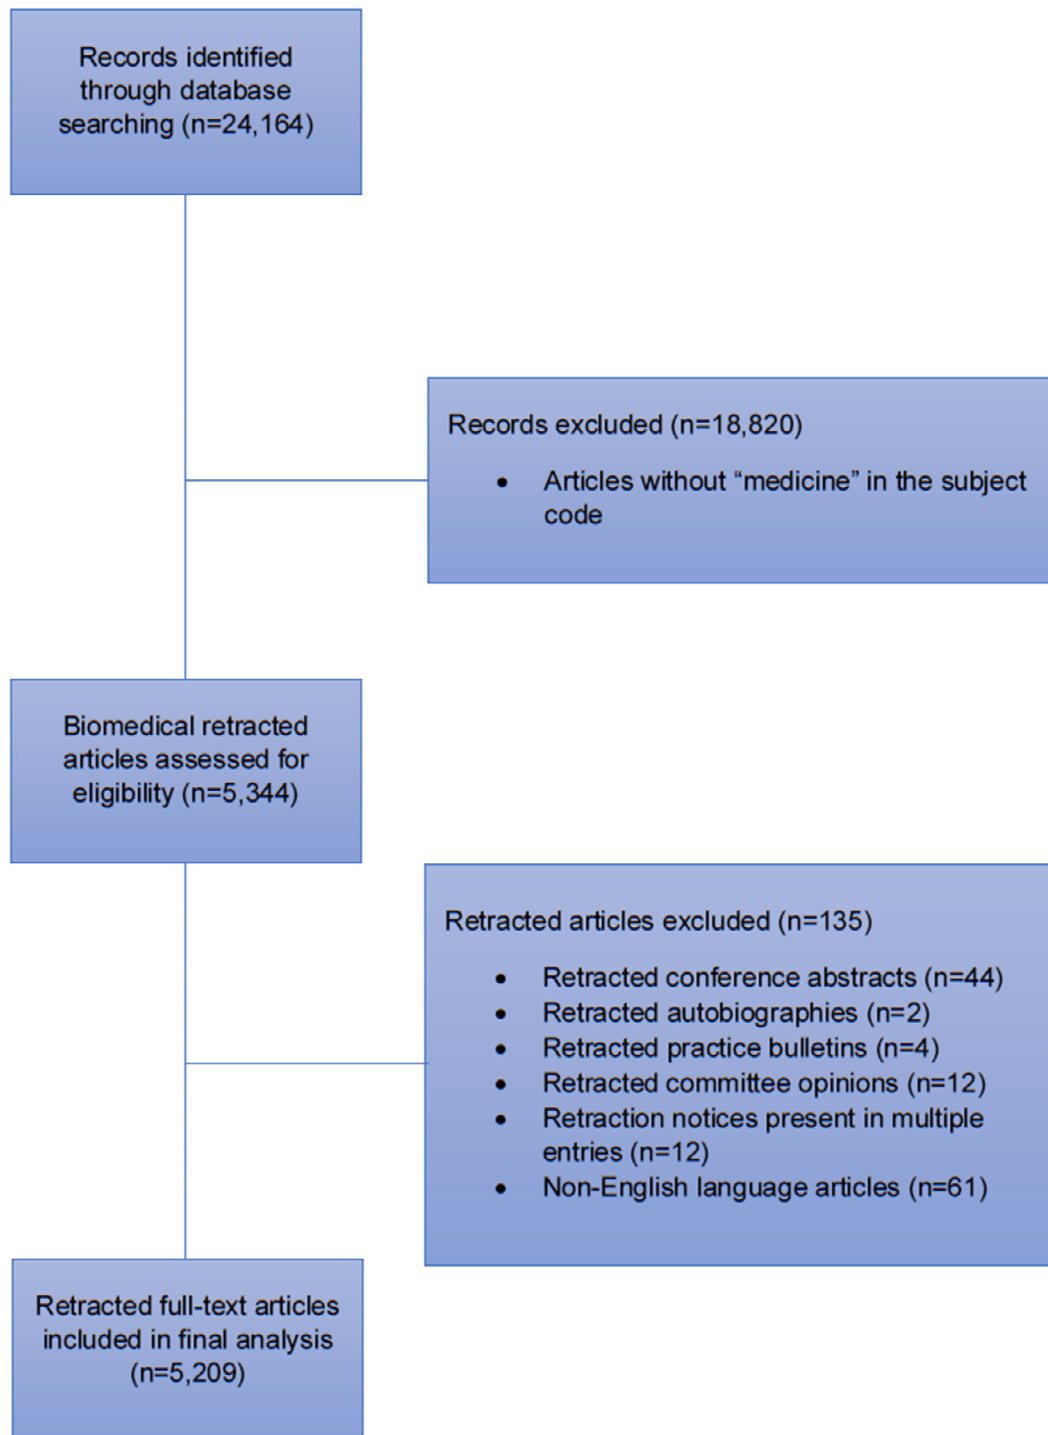 Records identified
through database
searching (n=24,164)
Records excluded (n=18,820)
• Articles without “medicine” in the subject
code
Biomedical retracted
articles assessed for
eligibility (n=5,344)
Retracted articles excluded (n=135)
• Retracted conference abstracts (n=44)
• Retracted autobiographies (n=2)
• Retracted practice bulletins (n=4)
• Retracted committee opinions (n=12)
• Retraction notices present in multiple
entries (n=12)
• Non-English language articles (n=61)
Retracted full-text articles
included in final analysis
(n=5,209)